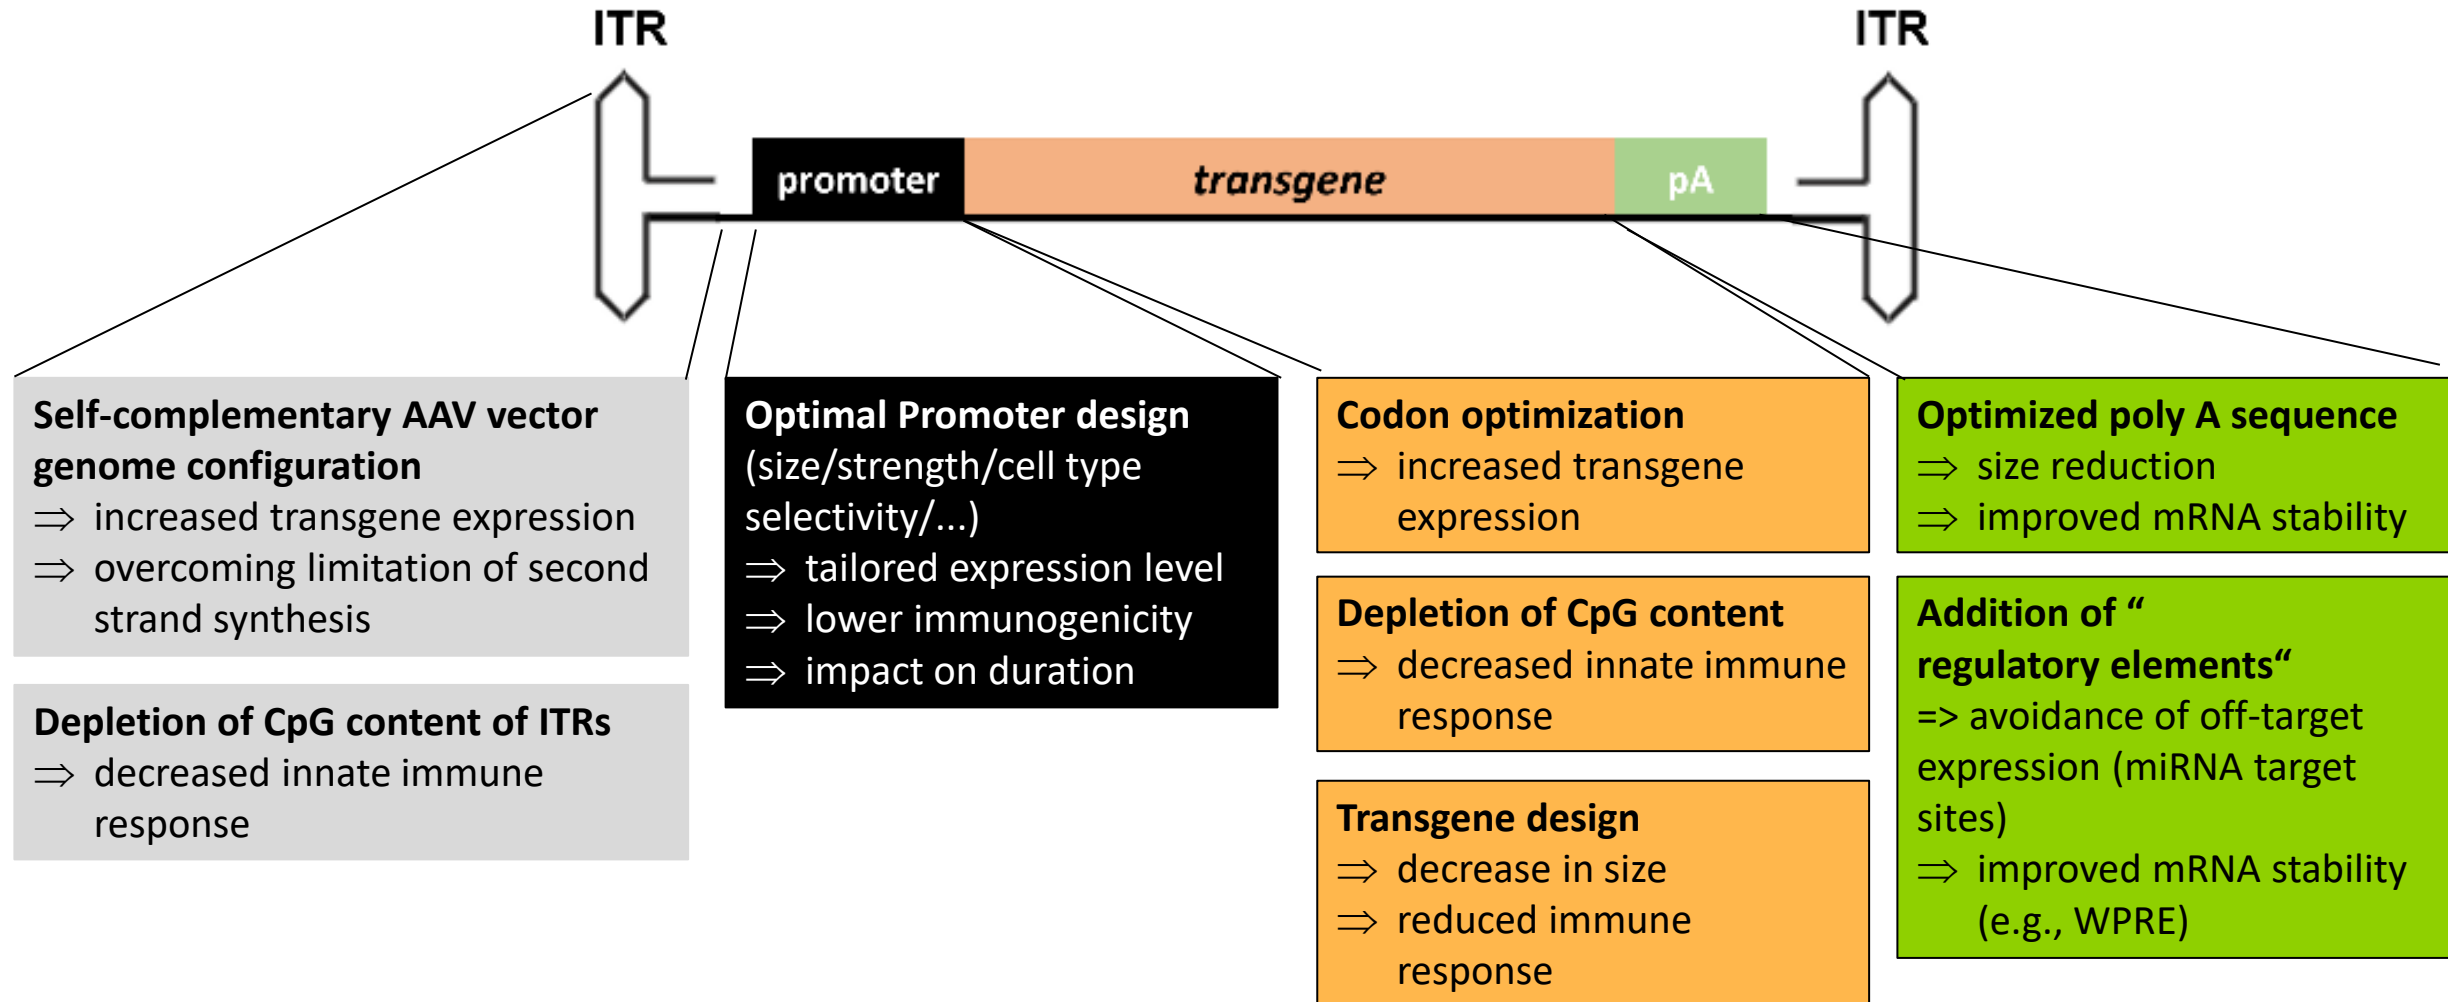 ITR
ITR
promoter
transgene
pA
Self-complementary AAV vector
genome configuration
⇒ increased transgene expression
⇒ overcoming limitation of second
strand synthesis
Depletion of CpG content of ITRs
⇒ decreased innate immune
response
Optimal Promoter design
(size/strength/cell type
selectivity/...)
⇒ tailored expression level
⇒ lower immunogenicity
⇒ impact on duration
Codon optimization
⇒ increased transgene
expression
Depletion of CpG content
⇒ decreased innate immune
response
Transgene design
⇒ decrease in size
⇒ reduced immune
response
Optimized poly A sequence
⇒ size reduction
⇒ improved mRNA stability
Addition of “
regulatory elements“
=> avoidance of off-target
expression (miRNA target
sites)
⇒ improved mRNA stability
(e.g., WPRE)